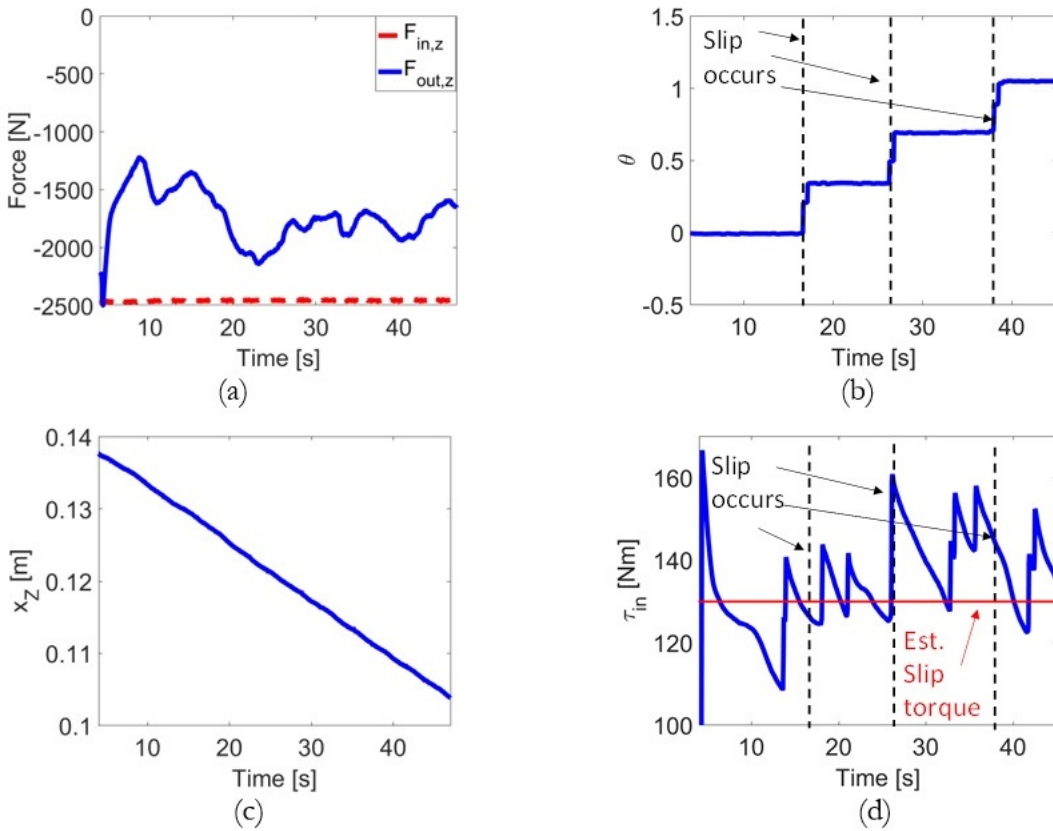 0
-500
-1000
-1500
-2000
-2500
Force [N]
F_in,z
F_out,z
10 20 30 40
Time [s]
(a)
1.5
1
0.5
0
-0.5
θ
Slip
occurs
10 20 30 40
Time [s]
(b)
0.14
0.13
0.12
0.11
0.1
x_Z [m]
10 20 30 40
Time [s]
(c)
160
140
120
100
τ_in [Nm]
Slip
occurs
Est.
Slip
torque
10 20 30 40
Time [s]
(d)